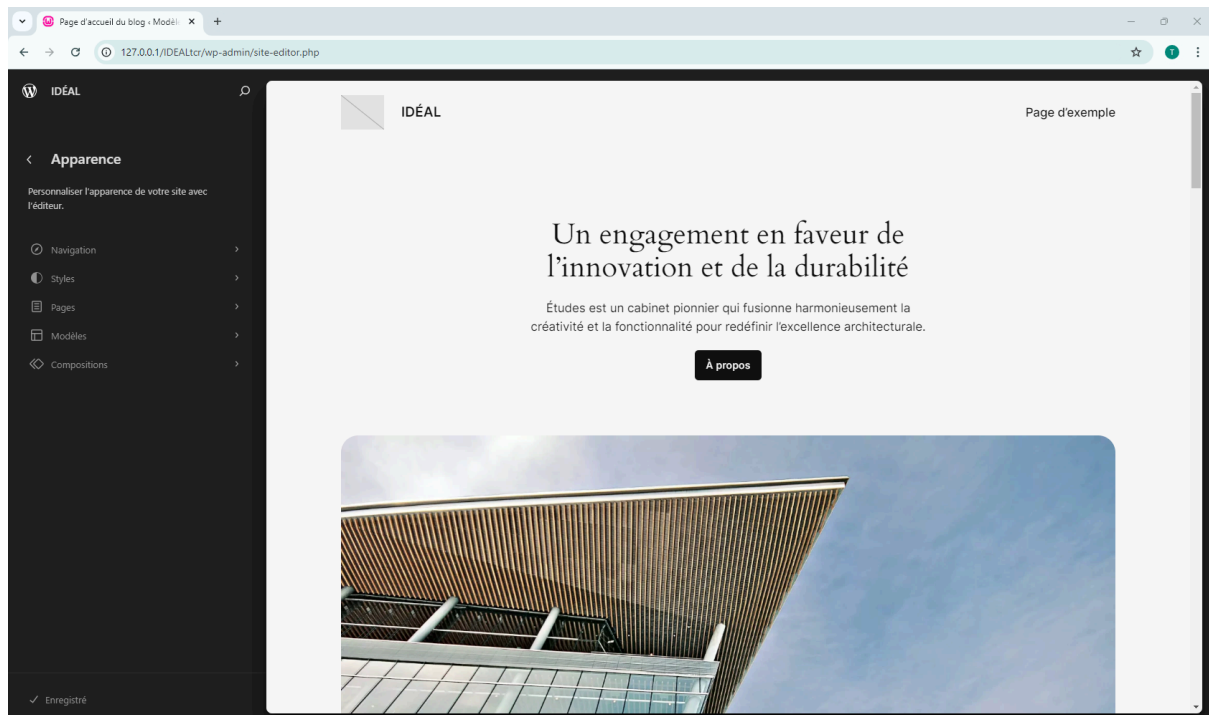 Page d'accueil du blog ‹ Modèl
127.0.0.1/IDEALtcr/wp-admin/site-editor.php
T
IDÉAL
Apparence
Personnaliser l'apparence de votre site avec
l'éditeur.
Navigation
Styles
Pages
Modèles
Compositions
Enregistré
IDÉAL
Page d'exemple
Un engagement en faveur de
l'innovation et de la durabilité
Études est un cabinet pionnier qui fusionne harmonieusement la
créativité et la fonctionnalité pour redéfinir l'excellence architecturale.
À propos